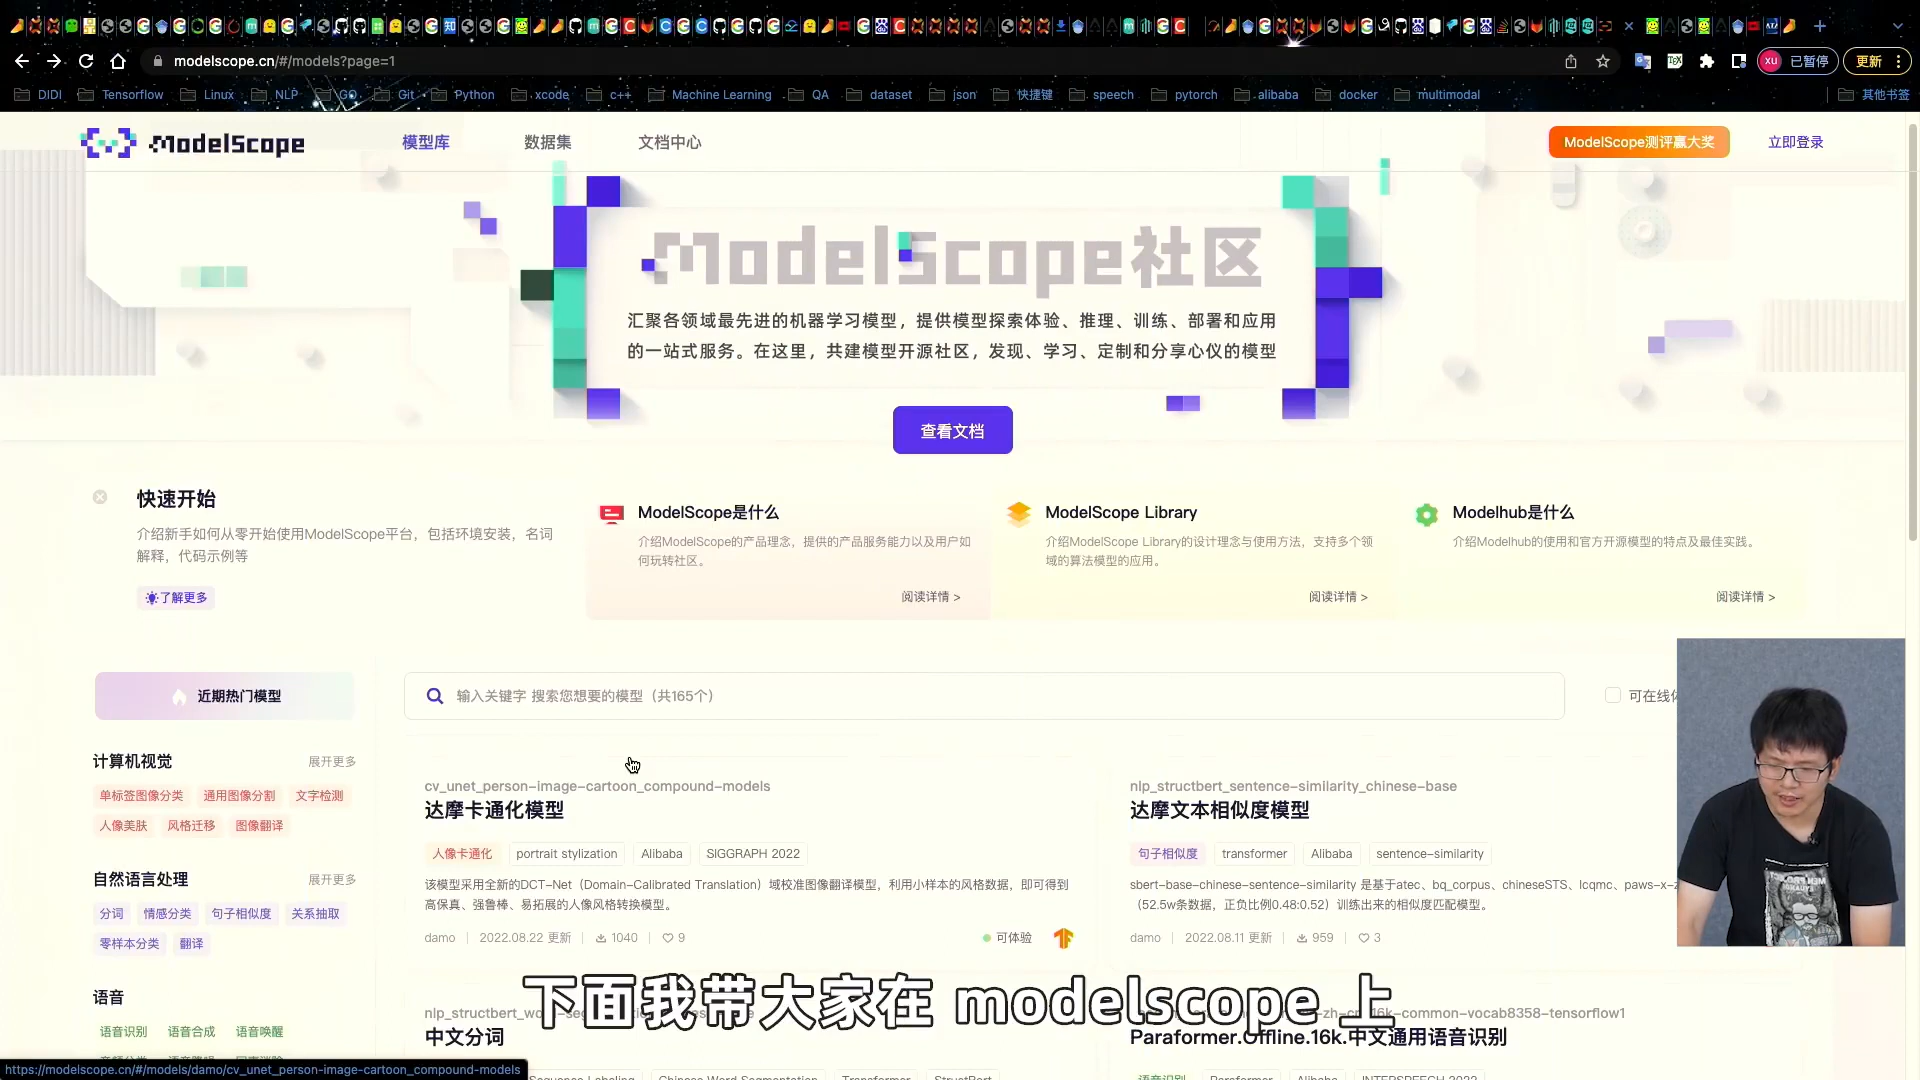 modelscope.cn/#/models?page=1
xu 已暂停
更新
DIDI
Tensorflow
Linux
NLP
GO
Git
Python
xcode
c++
Machine Learning
QA
dataset
json
快捷键
speech
pytorch
alibaba
docker
multimodal
其他书签
ModelScope
模型库
数据集
文档中心
ModelScope测评赢大奖
立即登录
ModelScope社区
汇聚各领域最先进的机器学习模型，提供模型探索体验、推理、训练、部署和应用
的一站式服务。在这里，共建模型开源社区，发现、学习、定制和分享心仪的模型
查看文档
快速开始
介绍新手如何从零开始使用ModelScope平台，包括环境安装，名词
解释，代码示例等
了解更多
ModelScope是什么
介绍ModelScope的产品理念，提供的产品服务能力以及用户如
何玩转社区。
阅读详情 >
ModelScope Library
介绍ModelScope Library的设计理念与使用方法，支持多个领
域的算法模型的应用。
阅读详情 >
Modelhub是什么
介绍Modelhub的使用和官方开源模型的特点及最佳实践。
阅读详情 >
近期热门模型
输入关键字 搜索您想要的模型（共165个）
可在线
计算机视觉
展开更多
单标签图像分类 通用图像分割 文字检测
人像美肤 风格迁移 图像翻译
自然语言处理
展开更多
分词 情感分类 句子相似度 关系抽取
零样本分类 翻译
语音
语音识别 语音合成 语音唤醒
cv_unet_person-image-cartoon_compound-models
达摩卡通化模型
人像卡通化 portrait stylization Alibaba SIGGRAPH 2022
该模型采用全新的DCT-Net（Domain-Calibrated Translation）域校准图像翻译模型，利用小样本的风格数据，即可得到
高保真、强鲁棒、易拓展的人像风格转换模型。
damo | 2022.08.22 更新 | 1040 | 9
可体验
nlp_structbert_sentence-similarity_chinese-base
达摩文本相似度模型
句子相似度 transformer Alibaba sentence-similarity
sbert-base-chinese-sentence-similarity 是基于atec、bq_corpus、chineseSTS、lcqmc、paws-x-z
（52.5w条数据，正负比例0.48:0.52）训练出来的相似度匹配模型。
damo | 2022.08.11 更新 | 959 | 3
下面我带大家在 modelscope 上
nlp_structbert_wo
中文分词
zh-cn-16k-common-vocab8358-tensorflow1
Paraformer.Offline.16k.中文通用语音识别
https://modelscope.cn/#/models/damo/cv_unet_person-image-cartoon_compound-models